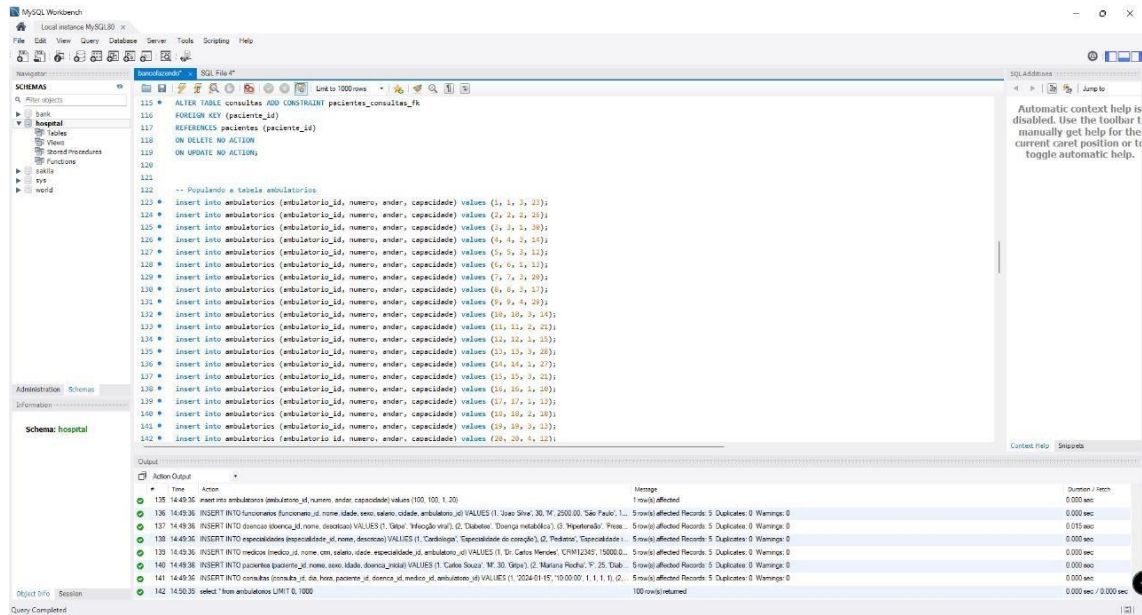 MySQL Workbench
Local instance MySQL80 ×
File Edit View Query Database Server Tools Scripting Help
Navigator
SCHEMAS
Filter objects
bank
hospital
Tables
Views
Stored Procedures
Functions
sakila
sys
world
Administration Schemas
Information
Schema: hospital
Object Info Session
Query Completed
bancofazendo* × SQL File 4*
Limit to 1000 rows
115 ALTER TABLE consultas ADD CONSTRAINT pacientes_consultas_fk
116 FOREIGN KEY (paciente_id)
117 REFERENCES pacientes (paciente_id)
118 ON DELETE NO ACTION
119 ON UPDATE NO ACTION;
120
121
122 -- Populando a tabela ambulatorios
123 insert into ambulatorios (ambulatorio_id, numero, andar, capacidade) values (1, 1, 3, 23);
124 insert into ambulatorios (ambulatorio_id, numero, andar, capacidade) values (2, 2, 2, 26);
125 insert into ambulatorios (ambulatorio_id, numero, andar, capacidade) values (3, 3, 1, 30);
126 insert into ambulatorios (ambulatorio_id, numero, andar, capacidade) values (4, 4, 3, 14);
127 insert into ambulatorios (ambulatorio_id, numero, andar, capacidade) values (5, 5, 3, 12);
128 insert into ambulatorios (ambulatorio_id, numero, andar, capacidade) values (6, 6, 1, 13);
129 insert into ambulatorios (ambulatorio_id, numero, andar, capacidade) values (7, 7, 3, 20);
130 insert into ambulatorios (ambulatorio_id, numero, andar, capacidade) values (8, 8, 3, 17);
131 insert into ambulatorios (ambulatorio_id, numero, andar, capacidade) values (9, 9, 4, 29);
132 insert into ambulatorios (ambulatorio_id, numero, andar, capacidade) values (10, 10, 3, 14);
133 insert into ambulatorios (ambulatorio_id, numero, andar, capacidade) values (11, 11, 2, 21);
134 insert into ambulatorios (ambulatorio_id, numero, andar, capacidade) values (12, 12, 1, 15);
135 insert into ambulatorios (ambulatorio_id, numero, andar, capacidade) values (13, 13, 3, 28);
136 insert into ambulatorios (ambulatorio_id, numero, andar, capacidade) values (14, 14, 1, 27);
137 insert into ambulatorios (ambulatorio_id, numero, andar, capacidade) values (15, 15, 3, 21);
138 insert into ambulatorios (ambulatorio_id, numero, andar, capacidade) values (16, 16, 1, 10);
139 insert into ambulatorios (ambulatorio_id, numero, andar, capacidade) values (17, 17, 1, 13);
140 insert into ambulatorios (ambulatorio_id, numero, andar, capacidade) values (18, 18, 2, 10);
141 insert into ambulatorios (ambulatorio_id, numero, andar, capacidade) values (19, 19, 3, 13);
142 insert into ambulatorios (ambulatorio_id, numero, andar, capacidade) values (20, 20, 4, 12);
SQL Additions
Jump to
Automatic context help is
disabled. Use the toolbar t
manually get help for the
current caret position or to
toggle automatic help.
Context Help Snippets
Output
Action Output
# Time Action Message Duration / Fetch
135 14:49:36 insert into ambulatorios (ambulatorio_id, numero, andar, capacidade) values (100, 100, 1, 20) 1 row(s) affected 0.000 sec
136 14:49:36 INSERT INTO funcionarios (funcionario_id, nome, idade, sexo, salario, cidade, ambulatorio_id) VALUES (1, 'Joao Silva', 30, 'M', 2500.00, 'São Paulo', 1... 5 row(s) affected Records: 5 Duplicates: 0 Warnings: 0 0.000 sec
137 14:49:36 INSERT INTO doencas (doenca_id, nome, descricao) VALUES (1, 'Gripe', 'Infecção viral'), (2, 'Diabetes', 'Doença metabólica'), (3, 'Hipertensão', 'Press... 5 row(s) affected Records: 5 Duplicates: 0 Warnings: 0 0.015 sec
138 14:49:36 INSERT INTO especialidades (especialidade_id, nome, descricao) VALUES (1, 'Cardiologia', 'Especialidade do coração'), (2, 'Pediatria', 'Especialidade i... 5 row(s) affected Records: 5 Duplicates: 0 Warnings: 0 0.000 sec
139 14:49:36 INSERT INTO medicos (medico_id, nome, crm, salario, idade, especialidade_id, ambulatorio_id) VALUES (1, 'Dr. Carlos Mendes', 'CRM12345', 15000.0... 5 row(s) affected Records: 5 Duplicates: 0 Warnings: 0 0.000 sec
140 14:49:36 INSERT INTO pacientes (paciente_id, nome, sexo, idade, doenca_inicial) VALUES (1, 'Carlos Souza', 'M', 30, 'Gripe'), (2, 'Mariana Rocha', 'F', 25, 'Diab... 5 row(s) affected Records: 5 Duplicates: 0 Warnings: 0 0.000 sec
141 14:49:36 INSERT INTO consultas (consulta_id, dia, hora, paciente_id, doenca_id, medico_id, ambulatorio_id) VALUES (1, '2024-01-15', '10:00:00', 1, 1, 1, 1), (2,... 5 row(s) affected Records: 5 Duplicates: 0 Warnings: 0 0.000 sec
142 14:50:35 select * from ambulatorios LIMIT 0, 1000 100 row(s) returned 0.000 sec / 0.000 sec